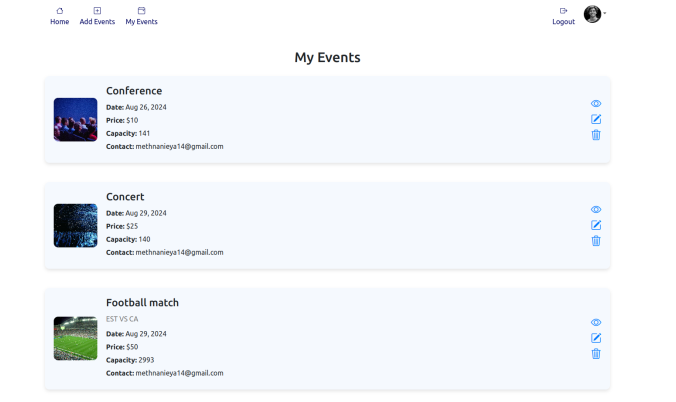 Home
Add Events
My Events
Logout
My Events
Conference
Date: Aug 26, 2024
Price: $10
Capacity: 141
Contact: methnanieya14@gmail.com
Concert
Date: Aug 29, 2024
Price: $25
Capacity: 140
Contact: methnanieya14@gmail.com
Football match
EST VS CA
Date: Aug 29, 2024
Price: $50
Capacity: 2993
Contact: methnanieya14@gmail.com